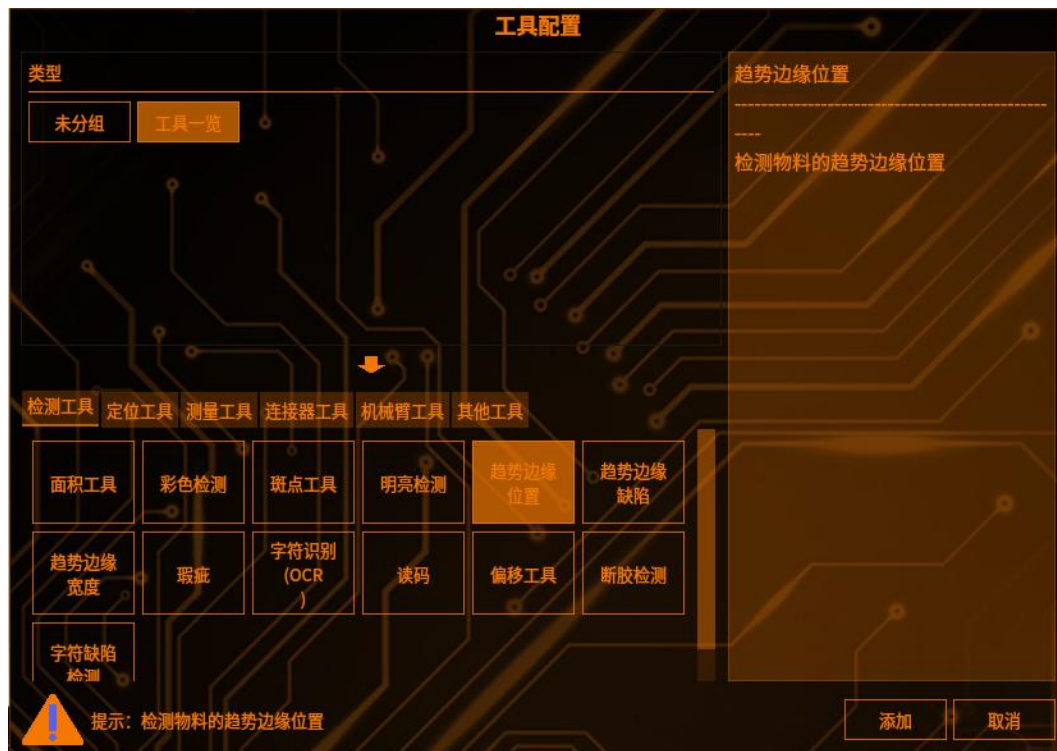 工具配置
类型
未分组
工具一览
趋势边缘位置
--------------------------------------------------
----
检测物料的趋势边缘位置
检测工具
定位工具
测量工具
连接器工具
机械臂工具
其他工具
面积工具
彩色检测
斑点工具
明亮检测
趋势边缘
位置
趋势边缘
缺陷
趋势边缘
宽度
瑕疵
字符识别
(OCR
)
读码
偏移工具
断胶检测
字符缺陷
检测
提示：检测物料的趋势边缘位置
添加
取消